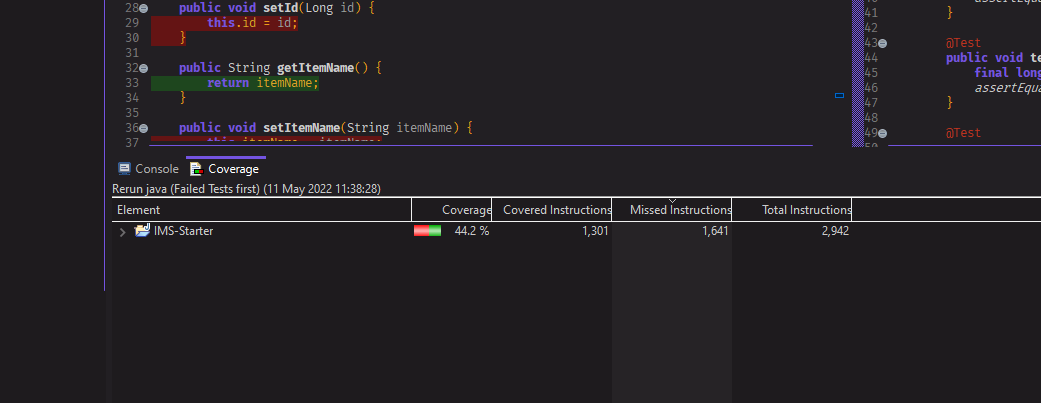 28 public void setId(Long id) {
29 this.id = id;
30 }
31
32 public String getItemName() {
33 return itemName;
34 }
35
36 public void setItemName(String itemName) {
37 this.itemName = itemName;
41 }
42
43 @Test
44 public void te
45 final long
46 assertEqua
47 }
48
49 @Test
Console Coverage
Rerun java (Failed Tests first) (11 May 2022 11:38:28)
Element Coverage Covered Instructions Missed Instructions Total Instructions
IMS-Starter 44.2 % 1,301 1,641 2,942